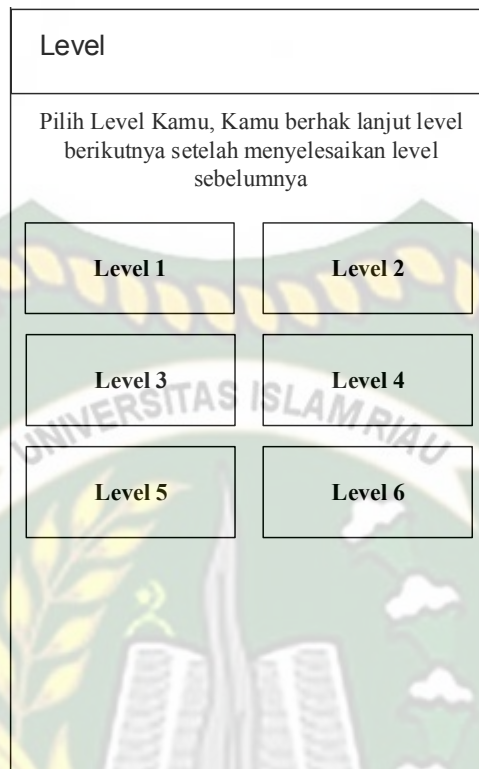 Level
Pilih Level Kamu, Kamu berhak lanjut level
berikutnya setelah menyelesaikan level
sebelumnya
Level 1
Level 2
Level 3
Level 4
UNIVERSITAS ISLAM RIAU
Level 5
Level 6